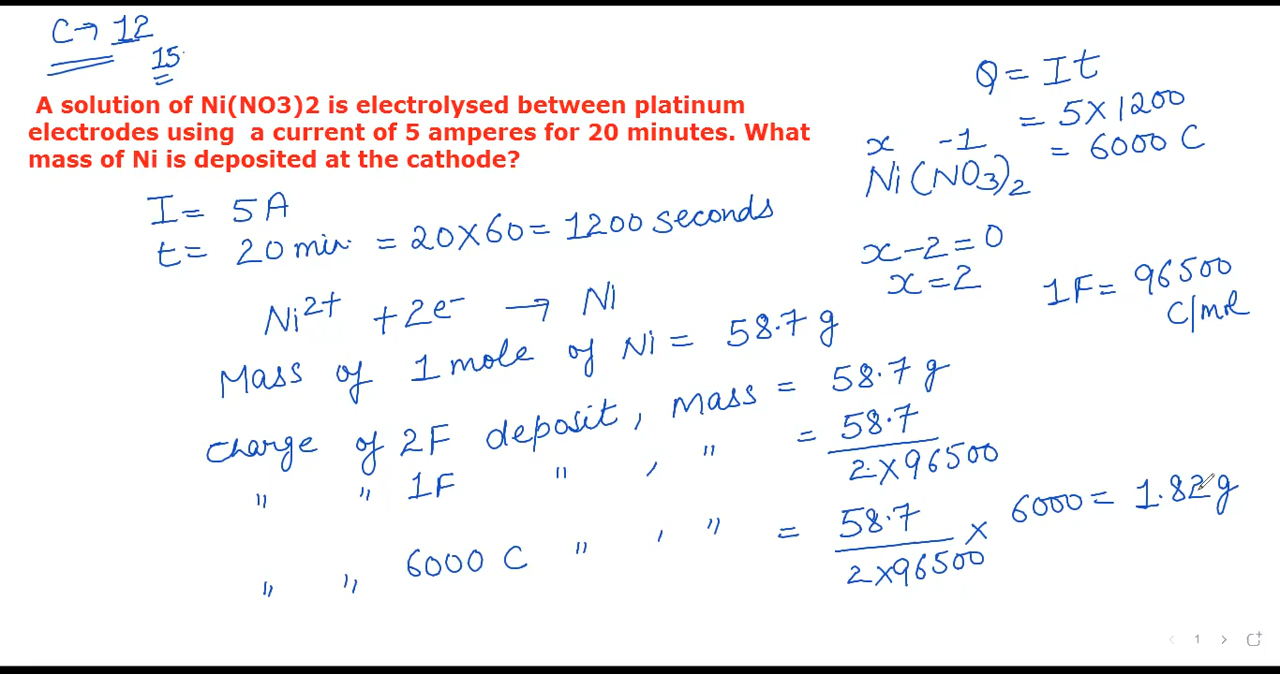 C → 12
15
A solution of Ni(NO3)2 is electrolysed between platinum
electrodes using a current of 5 amperes for 20 minutes. What
mass of Ni is deposited at the cathode?
Q = It
= 5 X 1200
= 6000 C
x -1
Ni(NO3)2
x - 2 = 0
x = 2
1F = 96500
C/mol
I = 5A
t = 20 min = 20 X 60 = 1200 seconds
Ni2+ + 2e- → Ni
Mass of 1 mole of Ni = 58.7 g
Charge of 2F deposit, mass = 58.7 g
" " 1F " , " = 58.7
2 X 96500
" " 6000 C " , " = 58.7 X 6000 = 1.82 g
2 X 96500
1